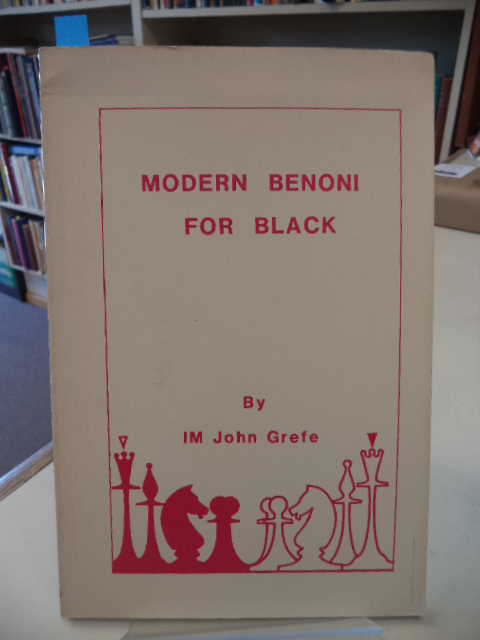 MODERN BENONI
FOR BLACK
By
IM John Grefe